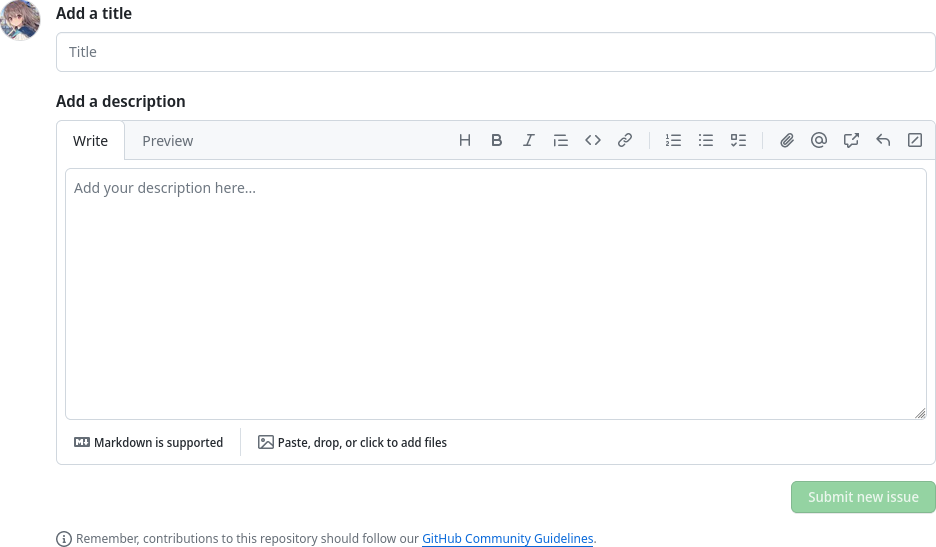 Add a title
Title
Add a description
Write Preview
Add your description here...
Markdown is supported Paste, drop, or click to add files
Submit new issue
Remember, contributions to this repository should follow our GitHub Community Guidelines.